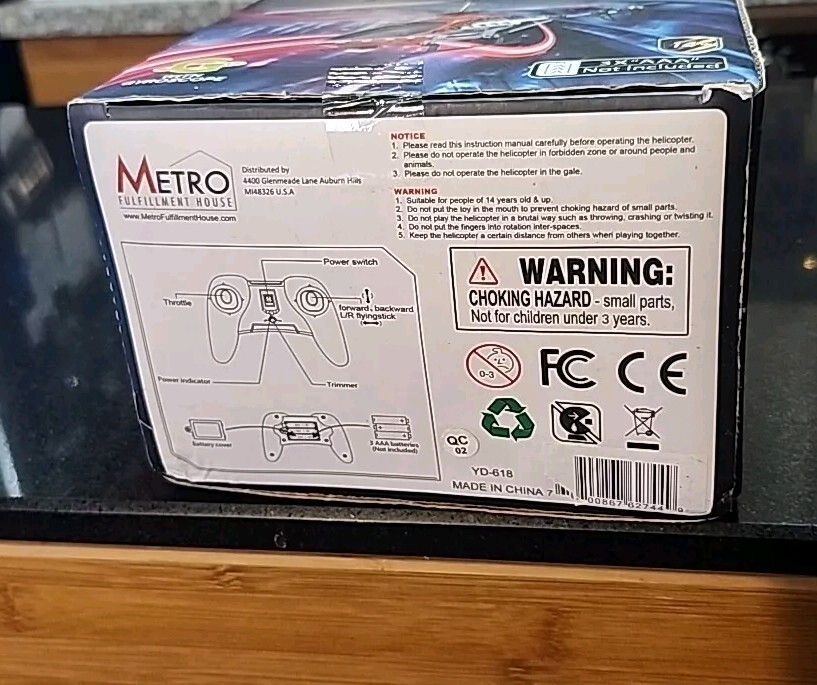 3X"AAA"
Not Included
METRO
FULFILLMENT HOUSE
www.MetroFulfillmentHouse.com
Distributed by
4400 Glenmeade Lane Auburn Hills
MI48326 U.S.A
NOTICE
1. Please read this instruction manual carefully before operating the helicopter.
2. Please do not operate the helicopter in forbidden zone or around people and
animals.
3. Please do not operate the helicopter in the gale.
WARNING
1. Suitable for people of 14 years old & up.
2. Do not put the toy in the mouth to prevent choking hazard of small parts.
3. Do not play the helicopter in a brutal way such as throwing, crashing or twisting it.
4. Do not put the fingers into rotation inter-spaces.
5. Keep the helicopter a certain distance from others when playing together.
Power switch
Throttle
forward, backward
L/R flyingstick
Power indicator
Trimmer
battery cover
3 AAA batteries
(Not included)
WARNING:
CHOKING HAZARD - small parts,
Not for children under 3 years.
0-3
FC CE
QC
02
YD-618
MADE IN CHINA 7
00867 62744